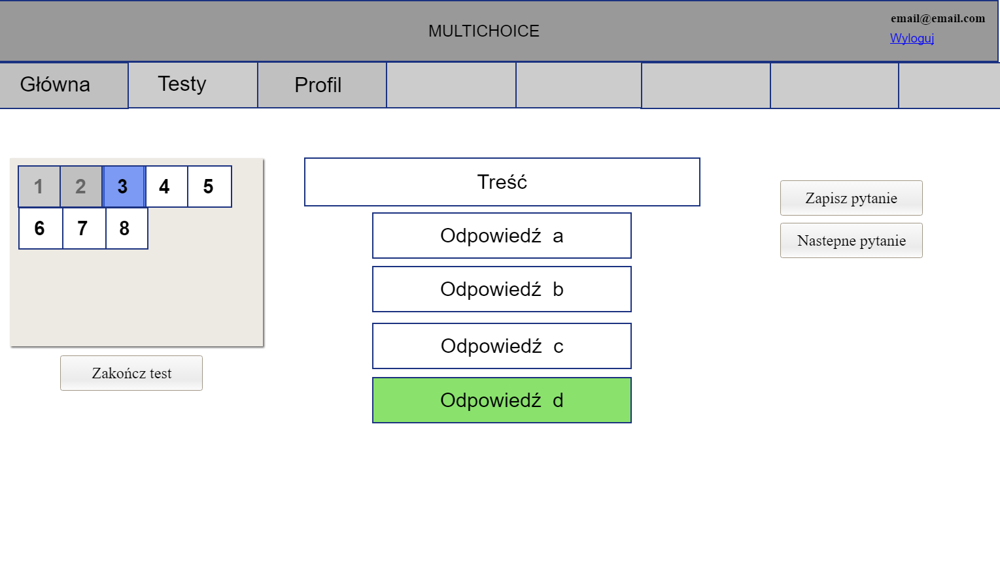 MULTICHOICE
email@email.com
Wyloguj
Główna Testy Profil
1 2 3 4 5
6 7 8
Zakończ test
Treść
Odpowiedź a
Odpowiedź b
Odpowiedź c
Odpowiedź d
Zapisz pytanie
Nastepne pytanie